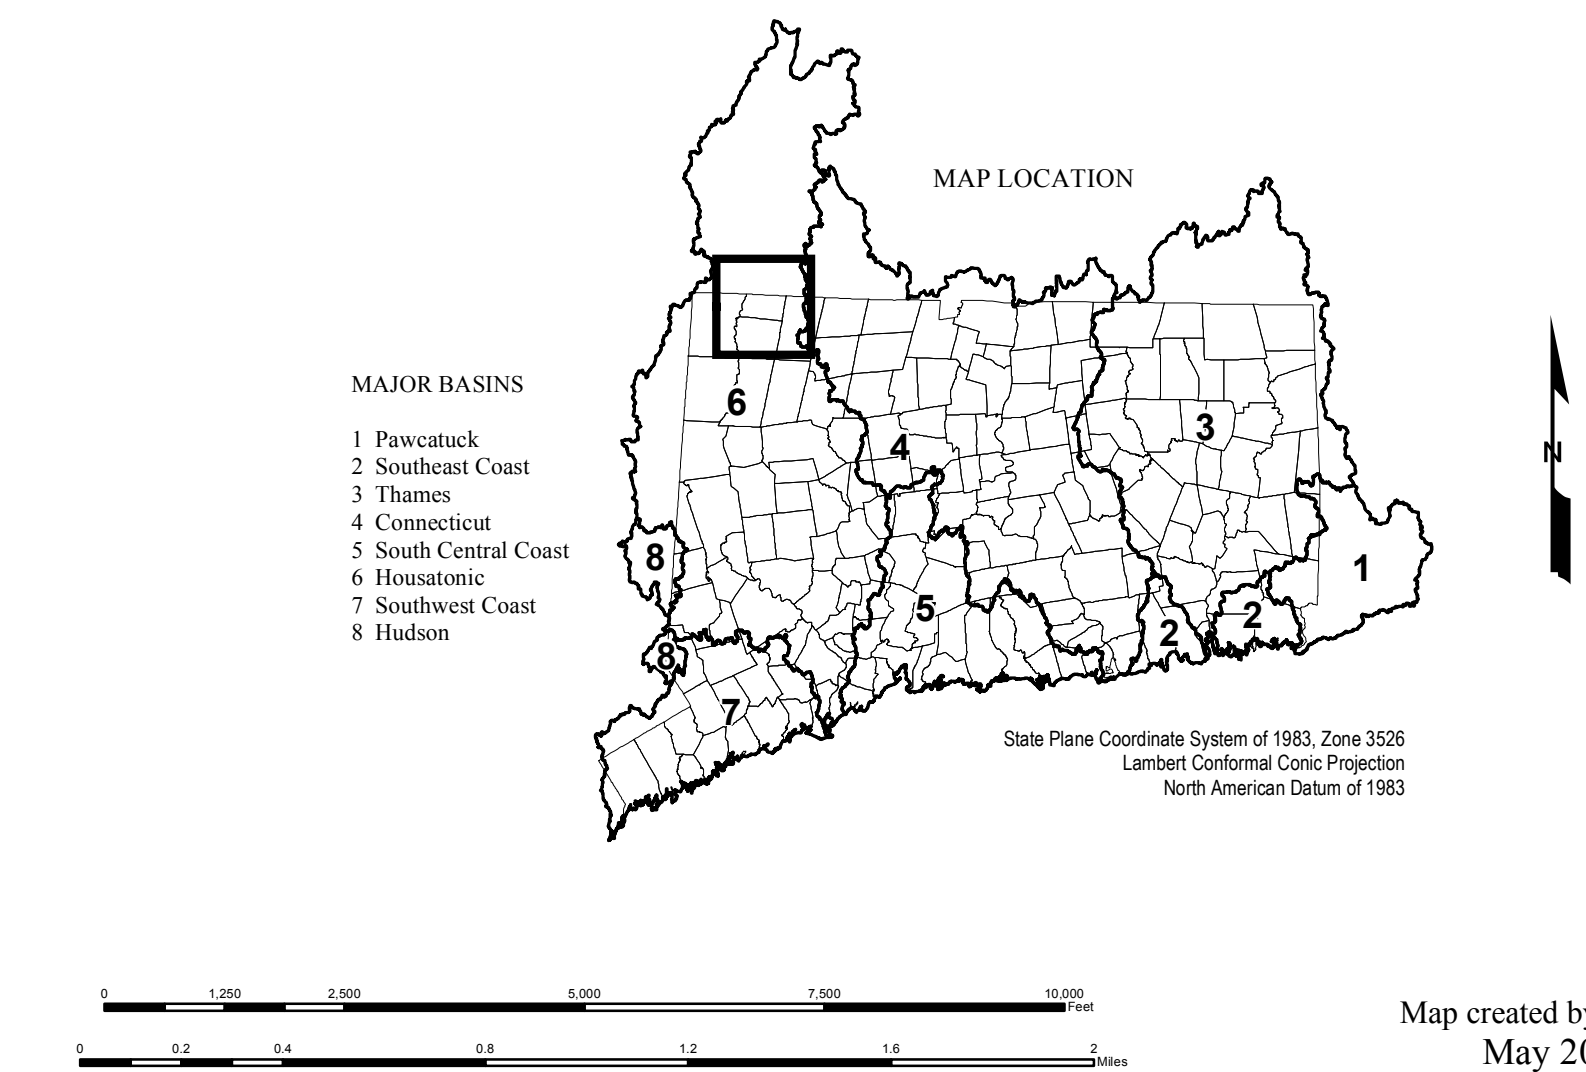 MAP LOCATION
MAJOR BASINS
1 Pawcatuck
2 Southeast Coast
3 Thames
4 Connecticut
5 South Central Coast
6 Housatonic
7 Southwest Coast
8 Hudson
6
4
3
8
1
5
2
2
8
7
N
State Plane Coordinate System of 1983, Zone 3526
Lambert Conformal Conic Projection
North American Datum of 1983
0 1,250 2,500 5,000 7,500 10,000
Feet
0 0.2 0.4 0.8 1.2 1.6 2
Miles
Map created
May